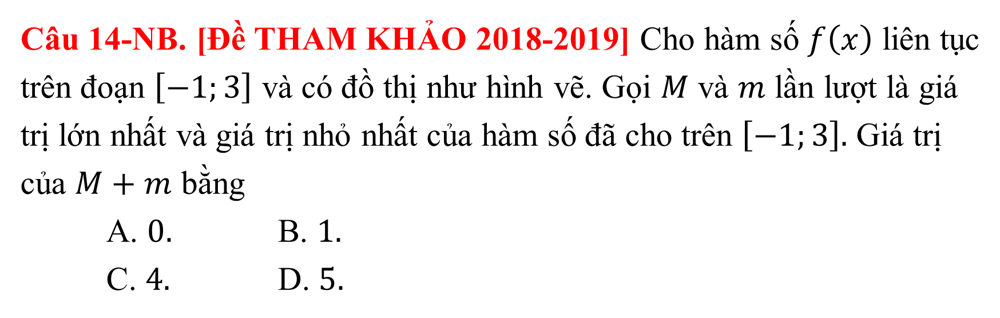 Câu 14-NB. [Đề THAM KHẢO 2018-2019] Cho hàm số f(x) liên tục
trên đoạn [−1; 3] và có đồ thị như hình vẽ. Gọi M và m lần lượt là giá
trị lớn nhất và giá trị nhỏ nhất của hàm số đã cho trên [−1; 3]. Giá trị
của M + m bằng
A. 0. B. 1.
C. 4. D. 5.